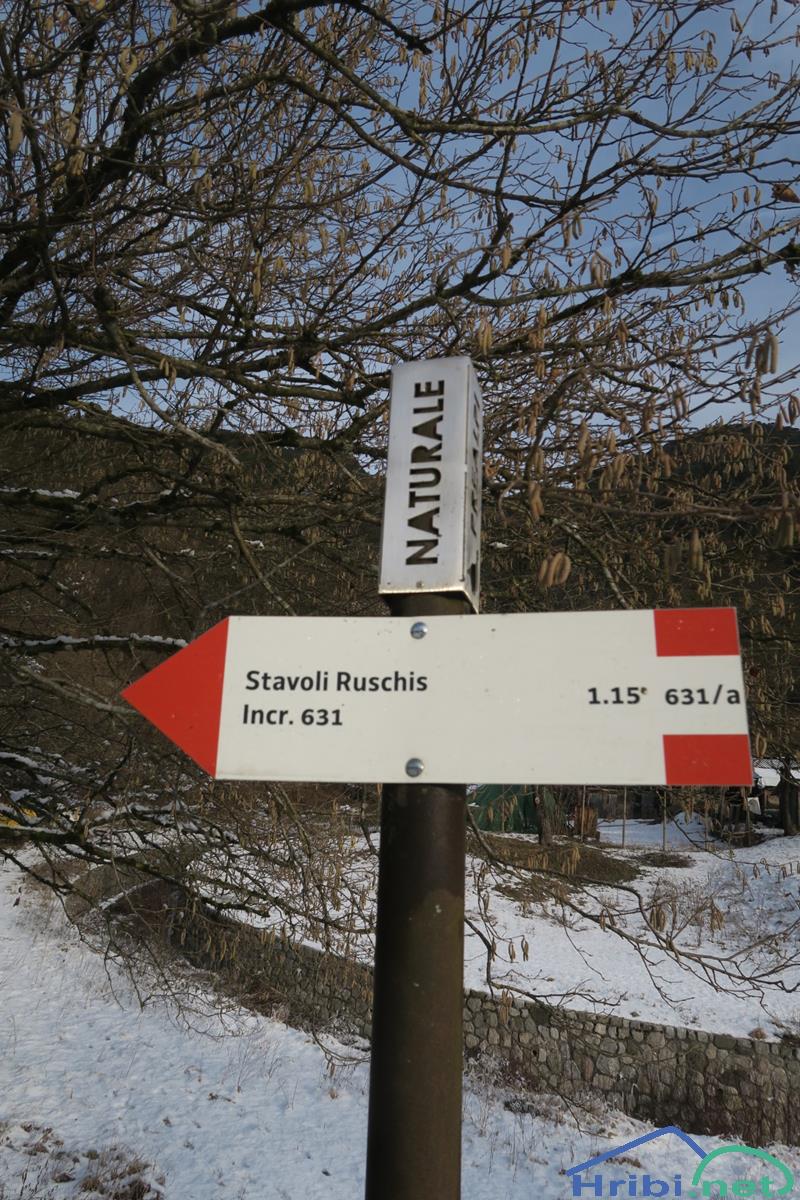 NATURALE
Stavoli Ruschis
Incr. 631
1.15' 631/a
Hribi.net